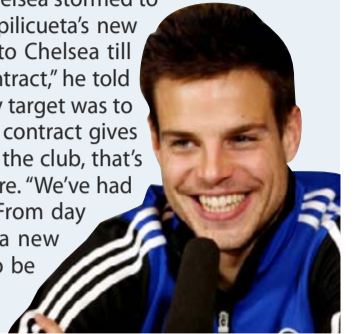 elsea stormed to
pilicueta's new
to Chelsea till
ntract," he told
y target was to
contract gives
the club, that's
re. "We've had
From day
a new
o be